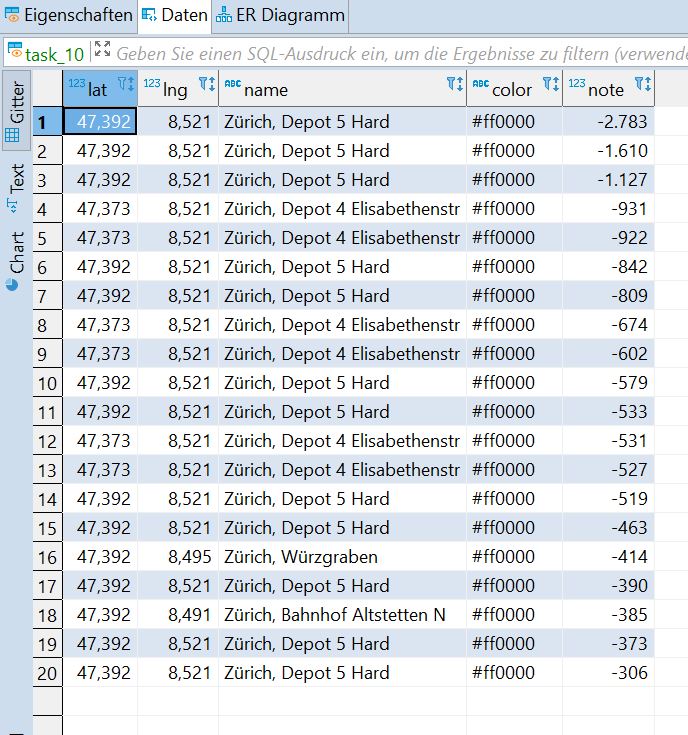 Eigenschaften Daten ER Diagramm
task_10 Geben Sie einen SQL-Ausdruck ein, um die Ergebnisse zu filtern (verwende
Gitter
Text
Chart
123 lat 123 lng ABC name ABC color 123 note
1 47,392 8,521 Zürich, Depot 5 Hard #ff0000 -2.783
2 47,392 8,521 Zürich, Depot 5 Hard #ff0000 -1.610
3 47,392 8,521 Zürich, Depot 5 Hard #ff0000 -1.127
4 47,373 8,521 Zürich, Depot 4 Elisabethenstr #ff0000 -931
5 47,373 8,521 Zürich, Depot 4 Elisabethenstr #ff0000 -922
6 47,392 8,521 Zürich, Depot 5 Hard #ff0000 -842
7 47,392 8,521 Zürich, Depot 5 Hard #ff0000 -809
8 47,373 8,521 Zürich, Depot 4 Elisabethenstr #ff0000 -674
9 47,373 8,521 Zürich, Depot 4 Elisabethenstr #ff0000 -602
10 47,392 8,521 Zürich, Depot 5 Hard #ff0000 -579
11 47,392 8,521 Zürich, Depot 5 Hard #ff0000 -533
12 47,373 8,521 Zürich, Depot 4 Elisabethenstr #ff0000 -531
13 47,373 8,521 Zürich, Depot 4 Elisabethenstr #ff0000 -527
14 47,392 8,521 Zürich, Depot 5 Hard #ff0000 -519
15 47,392 8,521 Zürich, Depot 5 Hard #ff0000 -463
16 47,392 8,495 Zürich, Würzgraben #ff0000 -414
17 47,392 8,521 Zürich, Depot 5 Hard #ff0000 -390
18 47,392 8,491 Zürich, Bahnhof Altstetten N #ff0000 -385
19 47,392 8,521 Zürich, Depot 5 Hard #ff0000 -373
20 47,392 8,521 Zürich, Depot 5 Hard #ff0000 -306